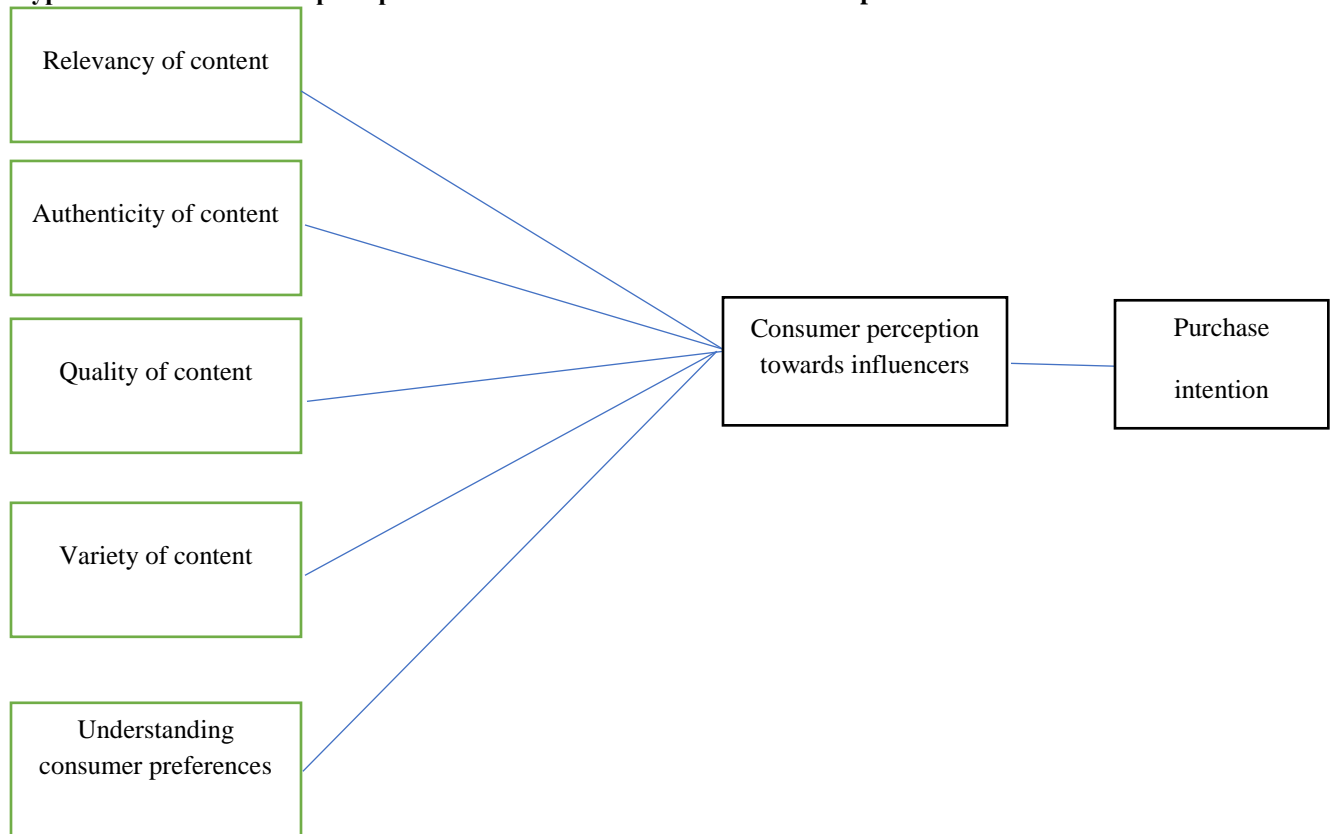 Relevancy of content
Authenticity of content
Quality of content
Variety of content
Understanding
consumer preferences
Consumer perception
towards influencers
Purchase
intention